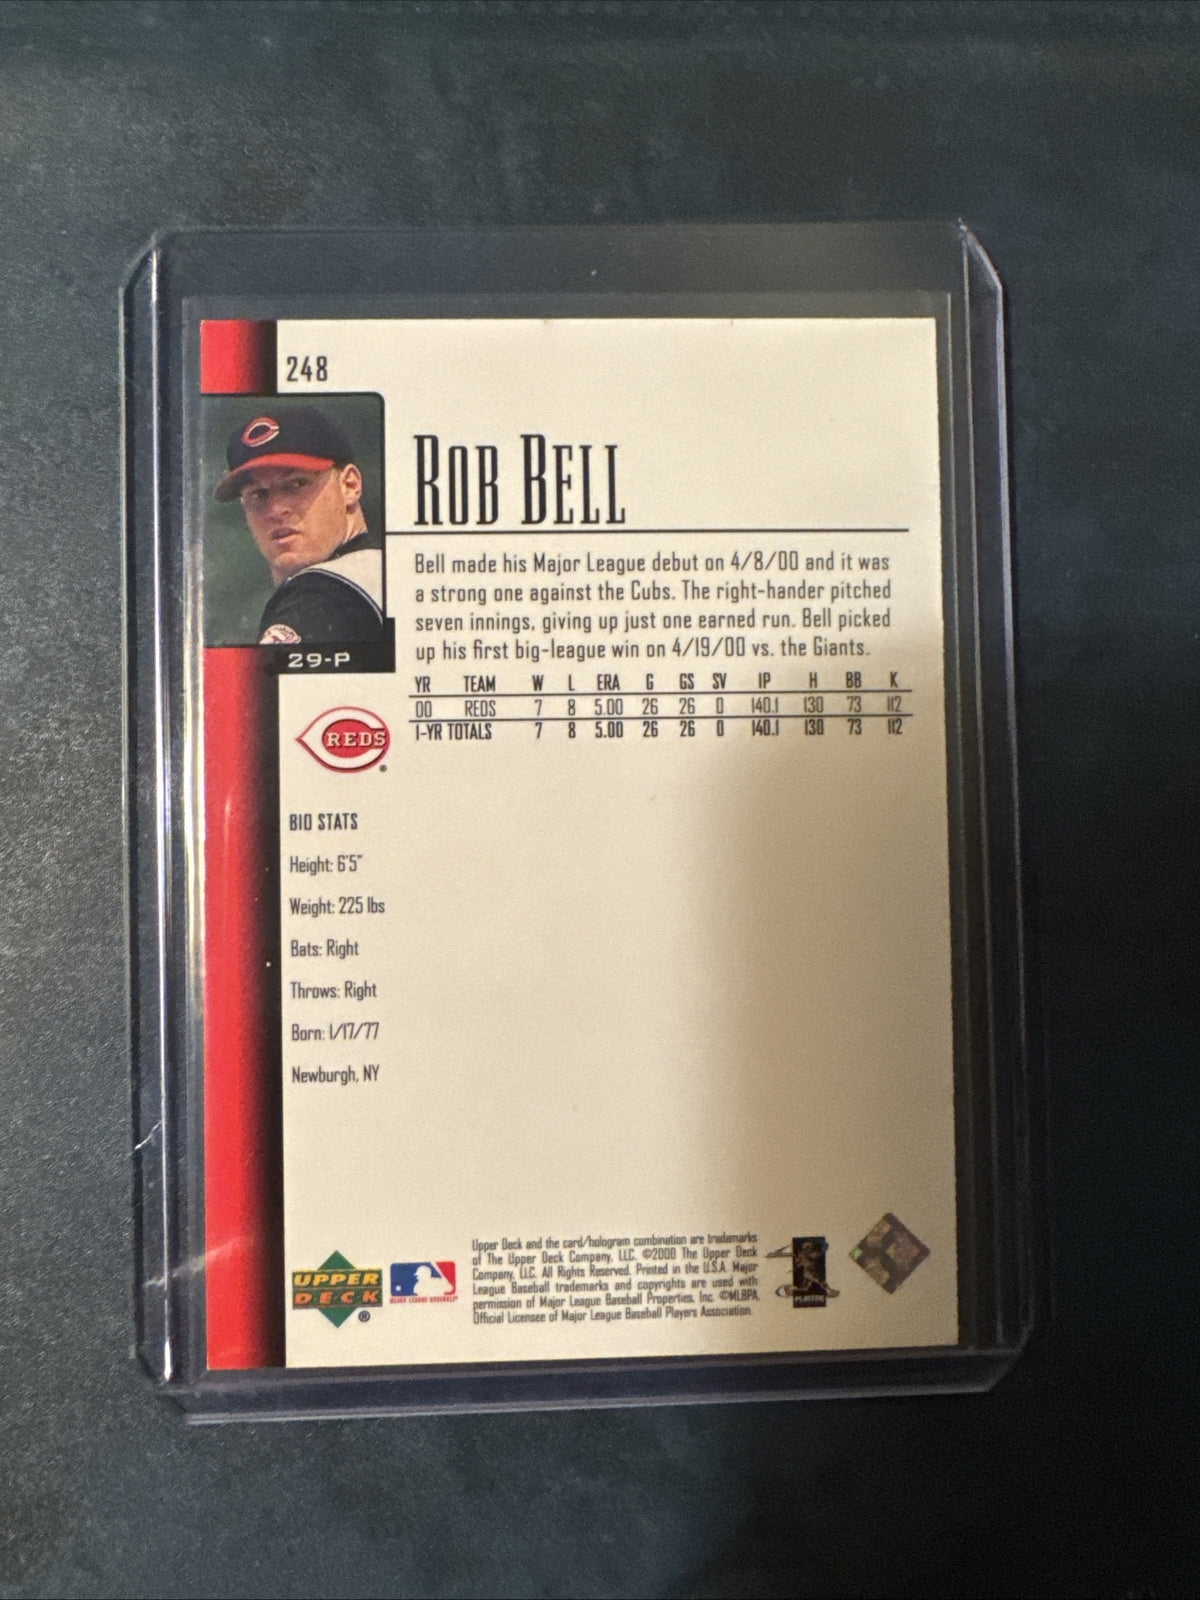 248
ROB BELL
Bell made his Major League debut on 4/8/00 and it was
a strong one against the Cubs. The right-hander pitched
seven innings, giving up just one earned run. Bell picked
up his first big-league win on 4/19/00 vs. the Giants.
29-P
YR TEAM W L ERA G GS SV IP H BB K
00 REDS 7 8 5.00 26 26 0 140.1 130 73 112
1-YR TOTALS 7 8 5.00 26 26 0 140.1 130 73 112
REDS
BIO STATS
Height: 6'5"
Weight: 225 lbs
Bats: Right
Throws: Right
Born: 1/17/77
Newburgh, NY
UPPER
DECK
®
MAJOR LEAGUE BASEBALL
Upper Deck and the card/hologram combination are trademarks
of The Upper Deck Company, LLC. ©2000 The Upper Deck
Company, LLC. All Rights Reserved. Printed in the U.S.A. Major
League Baseball trademarks and copyrights are used with
permission of Major League Baseball Properties, Inc. ©MLBPA,
Official Licensee of Major League Baseball Players Association.
PLAYERS